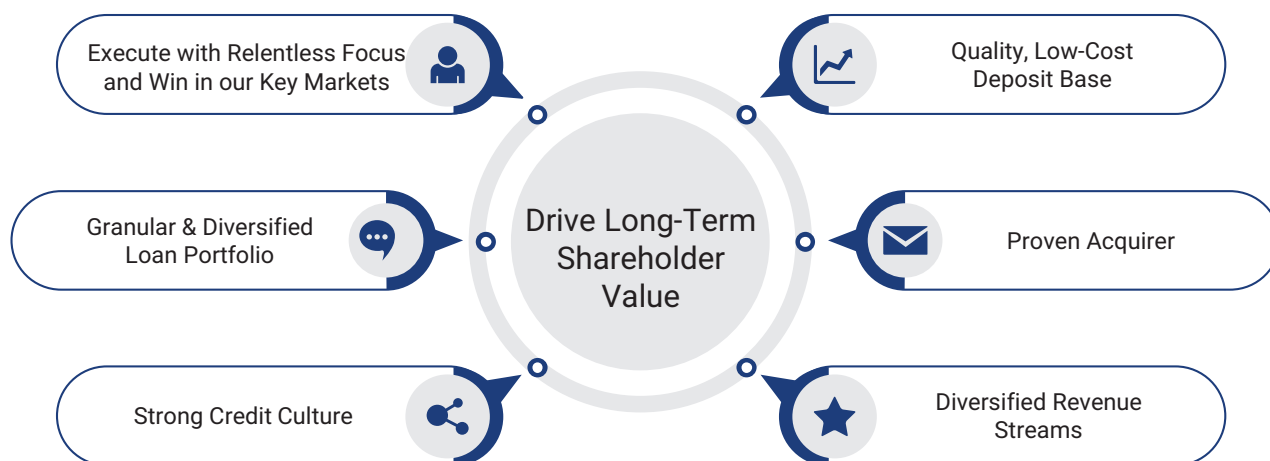 Execute with Relentless Focus
and Win in our Key Markets
Quality, Low-Cost
Deposit Base
Granular & Diversified
Loan Portfolio
Drive Long-Term
Shareholder
Value
Proven Acquirer
Strong Credit Culture
Diversified Revenue
Streams